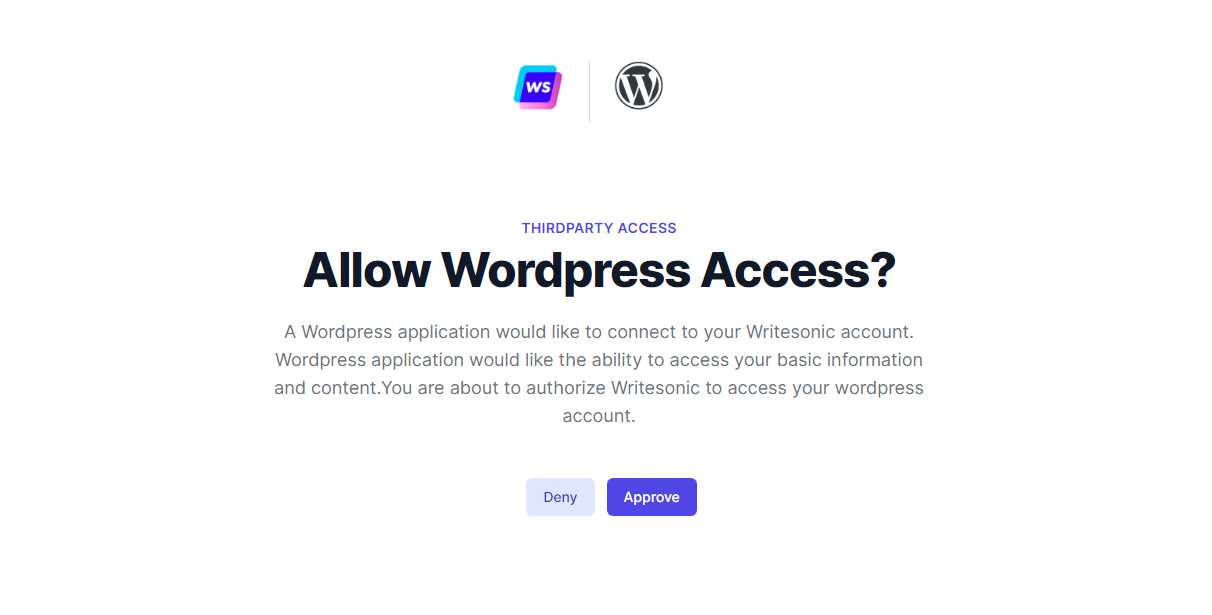 ws
W
THIRDPARTY ACCESS
Allow Wordpress Access?
A Wordpress application would like to connect to your Writesonic account.
Wordpress application would like the ability to access your basic information
and content.You are about to authorize Writesonic to access your wordpress
account.
Deny
Approve